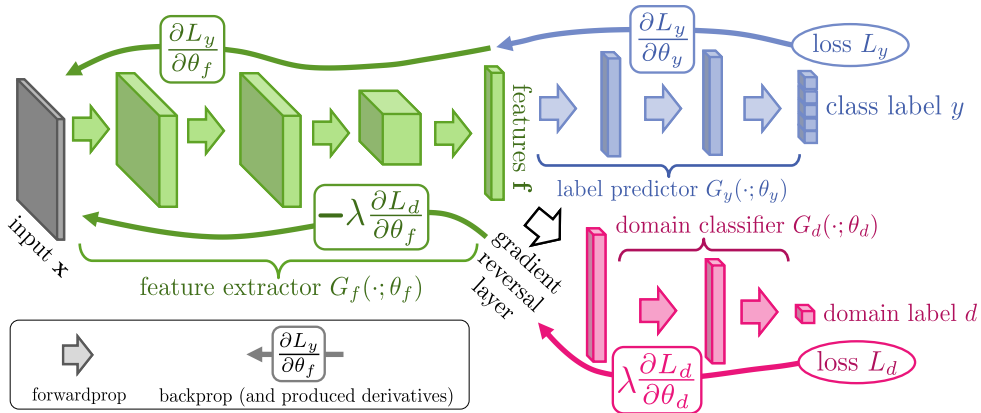 ∂L_y/∂θ_f
∂L_y/∂θ_y
loss L_y
features f
class label y
label predictor G_y(·; θ_y)
input x
−λ ∂L_d/∂θ_f
gradient
reversal
layer
feature extractor G_f(·; θ_f)
domain classifier G_d(·; θ_d)
domain label d
λ ∂L_d/∂θ_d
loss L_d
∂L_y/∂θ_f
forwardprop
backprop (and produced derivatives)